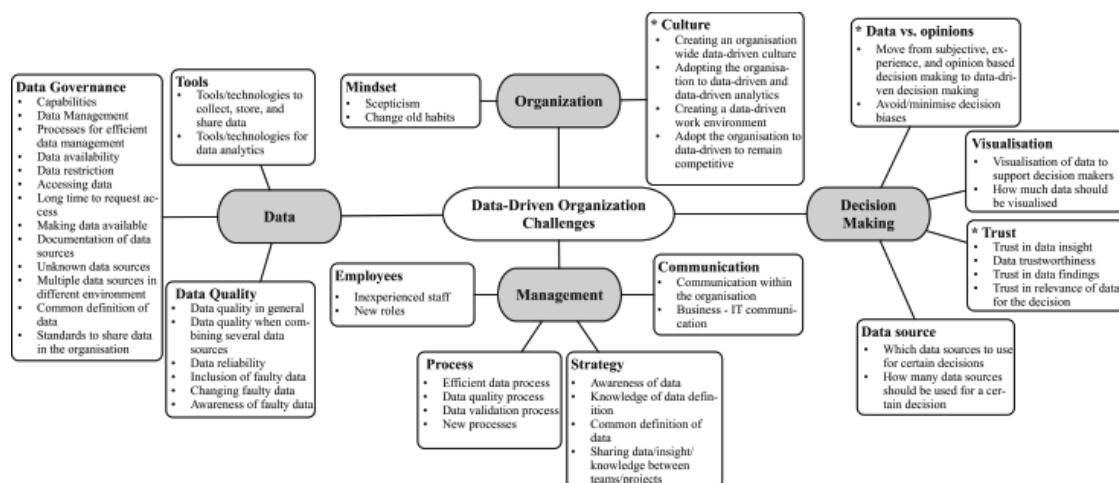 Data Governance
• Capabilities
• Data Management
• Processes for efficient
data management
• Data availability
• Data restriction
• Accessing data
• Long time to request ac-
cess
• Making data available
• Documentation of data
sources
• Unknown data sources
• Multiple data sources in
different environment
• Common definition of
data
• Standards to share data
in the organisation
Tools
• Tools/technologies to
collect, store, and
share data
• Tools/technologies for
data analytics
Data
Data Quality
• Data quality in general
• Data quality when com-
bining several data
sources
• Data reliability
• Inclusion of faulty data
• Changing faulty data
• Awareness of faulty data
Mindset
• Scepticism
• Change old habits
Organization
* Culture
• Creating an organisation
wide data-driven culture
• Adopting the organisa-
tion to data-driven and
data-driven analytics
• Creating a data-driven
work environment
• Adopt the organisation to
data-driven to remain
competitive
Data-Driven Organization
Challenges
Employees
• Inexperienced staff
• New roles
Management
Communication
• Communication within
the organisation
• Business - IT communi-
cation
Process
• Efficient data process
• Data quality process
• Data validation process
• New processes
Strategy
• Awareness of data
• Knowledge of data defin-
ition
• Common definition of
data
• Sharing data/insight/
knowledge between
teams/projects
* Data vs. opinions
• Move from subjective, expe-
rience, and opinion based
decision making to data-dri-
ven decision making
• Avoid/minimise decision
biases
Decision
Making
Visualisation
• Visualisation of data to
support decision makers
• How much data should be
visualised
* Trust
• Trust in data insight
• Data trustworthiness
• Trust in data findings
• Trust in relevance of data
for the decision
Data source
• Which data sources to use
for certain decisions
• How many data sources
should be used for a cer-
tain decision